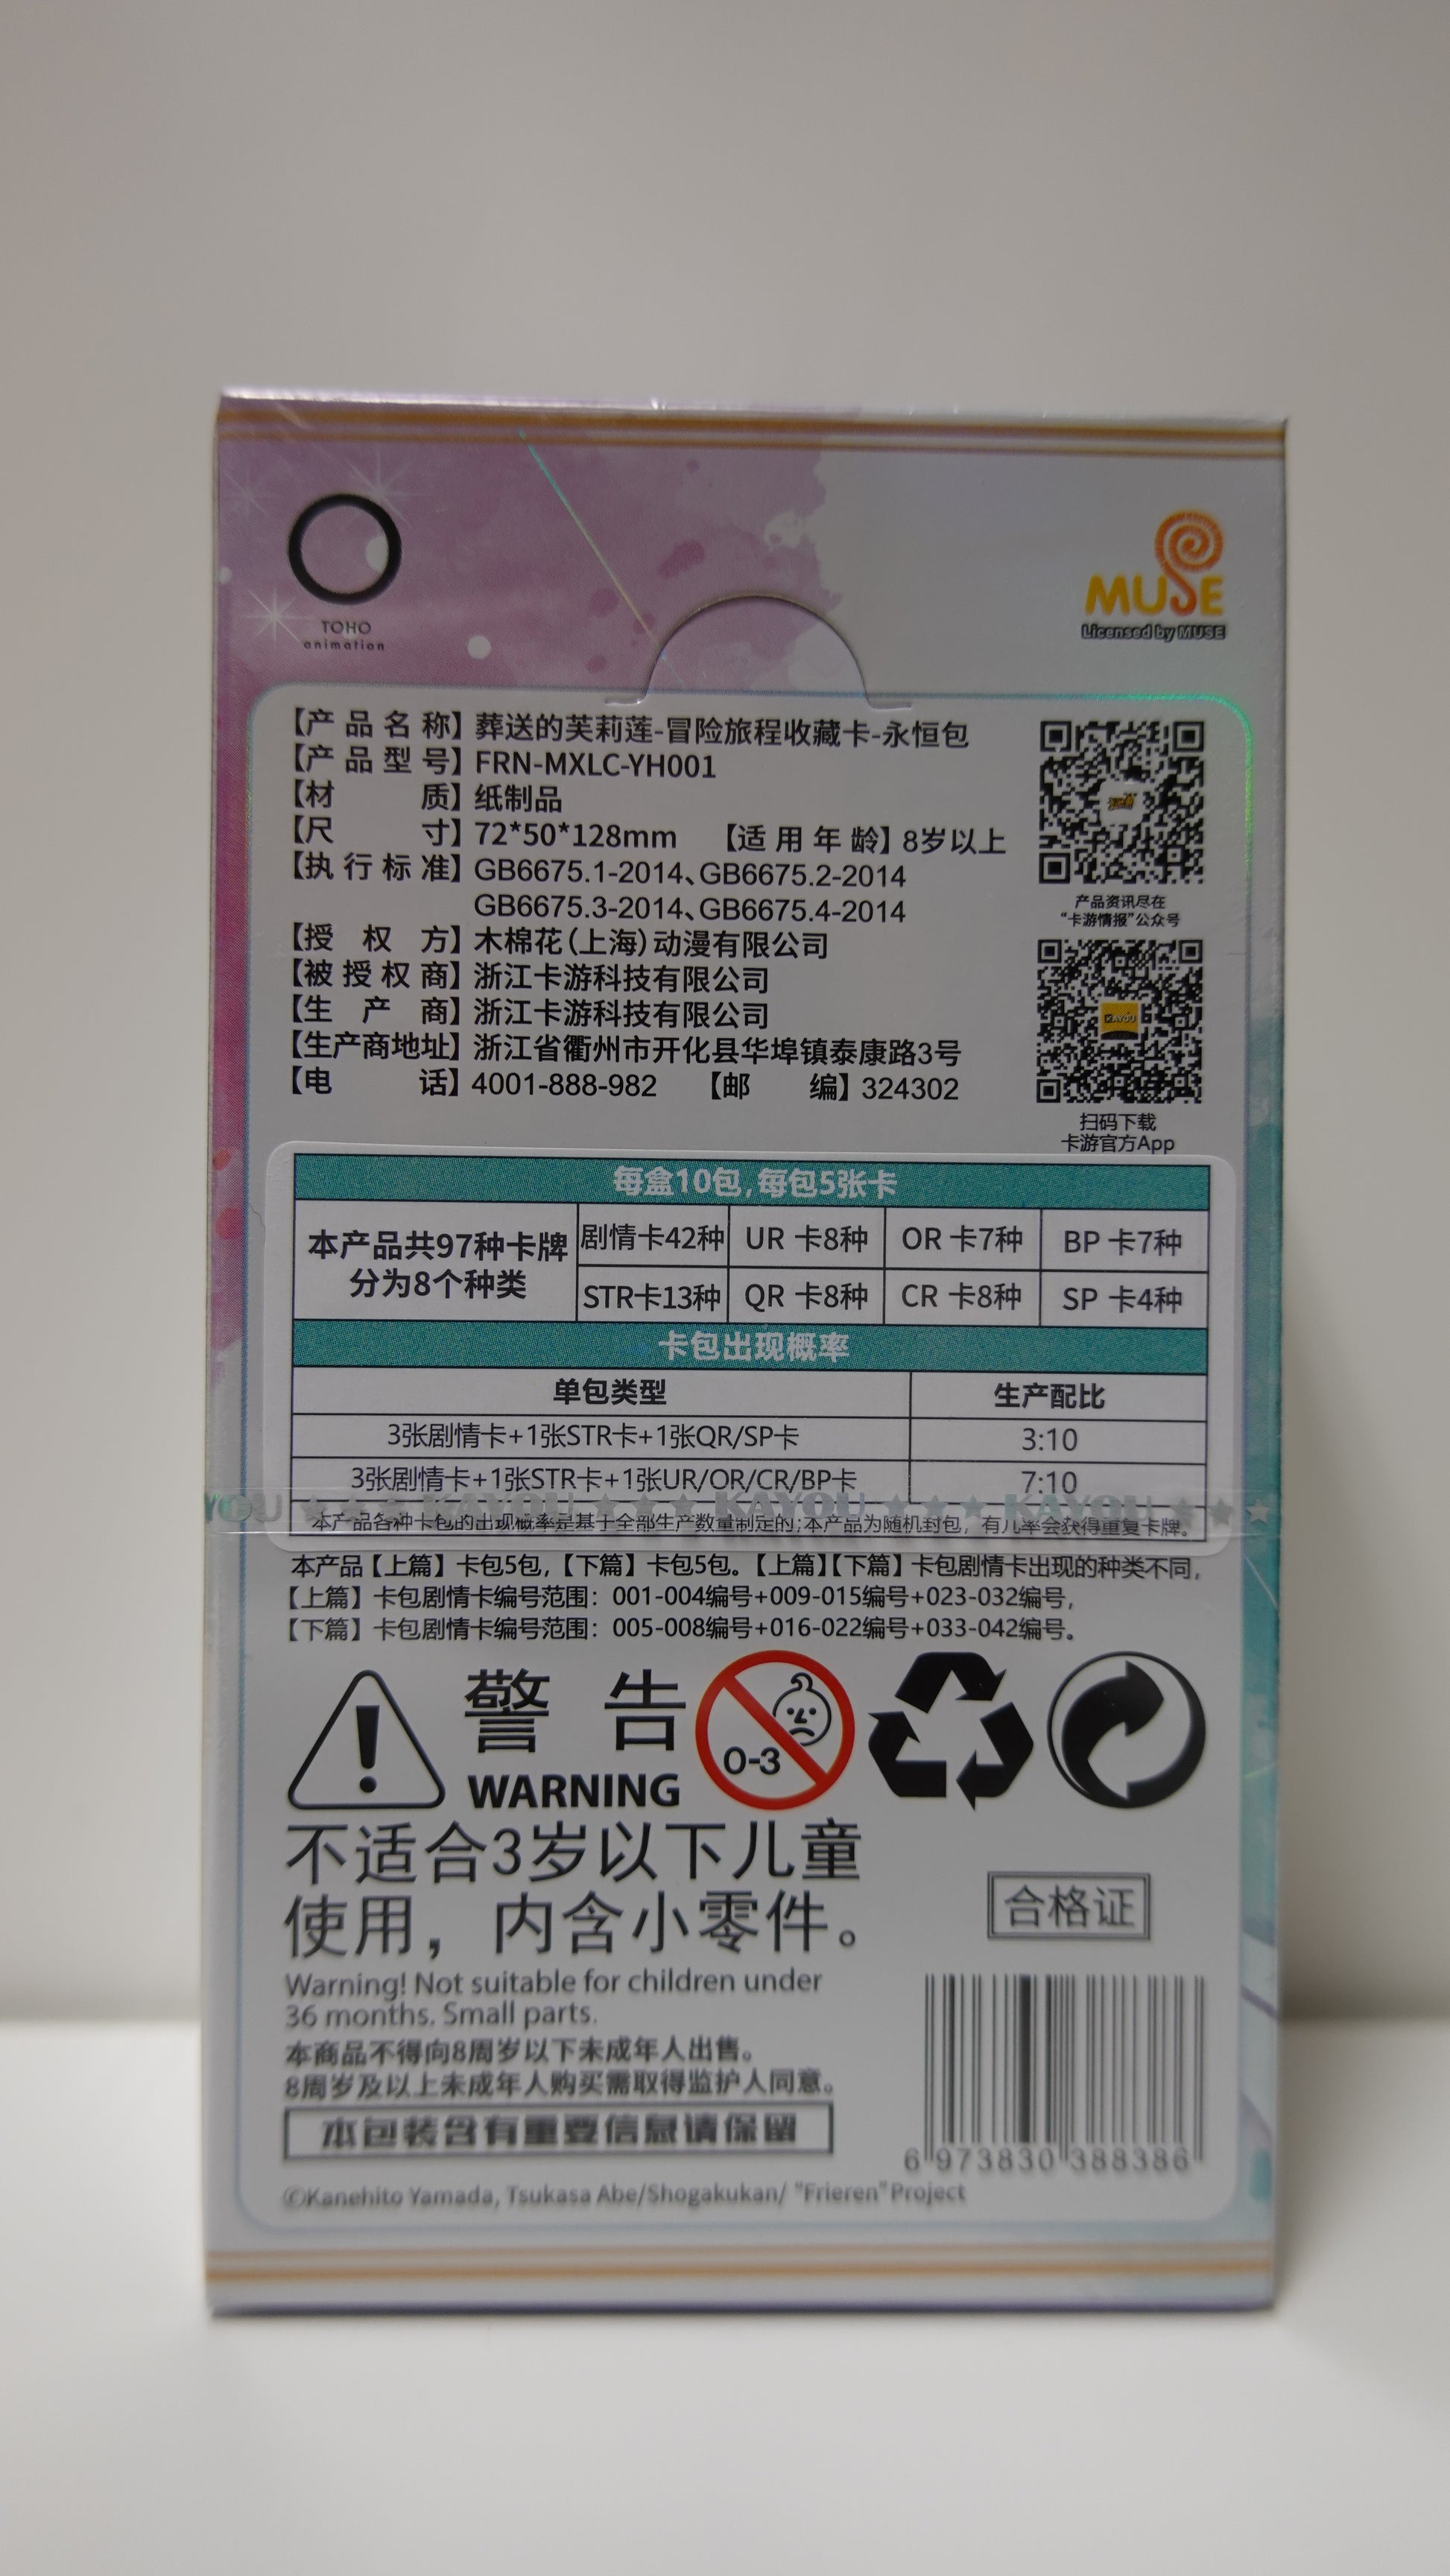 TOHO
animation
MUSE
Licensed by MUSE
【产品名称】葬送的芙莉莲-冒险旅程收藏卡-永恒包
【产品型号】FRN-MXLC-YH001
【材质】纸制品
【尺寸】72*50*128mm 【适用年龄】8岁以上
【执行标准】GB6675.1-2014、GB6675.2-2014
GB6675.3-2014、GB6675.4-2014
【授权方】木棉花(上海)动漫有限公司
【被授权商】浙江卡游科技有限公司
【生产商】浙江卡游科技有限公司
【生产商地址】浙江省衢州市开化县华埠镇泰康路3号
【电话】4001-888-982 【邮编】324302
产品资讯尽在
“卡游情报”公众号
KAYOU
扫码下载
卡游官方App
每盒10包,每包5张卡
本产品共97种卡牌
分为8个种类
剧情卡42种 UR 卡8种 OR 卡7种 BP 卡7种
STR卡13种 QR 卡8种 CR 卡8种 SP 卡4种
卡包出现概率
单包类型 生产配比
3张剧情卡+1张STR卡+1张QR/SP卡 3:10
3张剧情卡+1张STR卡+1张UR/OR/CR/BP卡 7:10
YOU ★★★ KAYOU ★★★ KAYOU ★★★ KAYOU ★★★
本产品各种卡包的出现概率是基于全部生产数量制定的;本产品为随机封包，有几率会获得重复卡牌。
本产品【上篇】卡包5包,【下篇】卡包5包。【上篇】【下篇】卡包剧情卡出现的种类不同,
【上篇】卡包剧情卡编号范围：001-004编号+009-015编号+023-032编号,
【下篇】卡包剧情卡编号范围：005-008编号+016-022编号+033-042编号。
警告
WARNING
0-3
不适合3岁以下儿童
使用，内含小零件。
合格证
Warning! Not suitable for children under
36 months. Small parts.
本商品不得向8周岁以下未成年人出售。
8周岁及以上未成年人购买需取得监护人同意。
本包装含有重要信息请保留
6 973830 388386
©Kanehito Yamada, Tsukasa Abe/Shogakukan/ "Frieren"Project